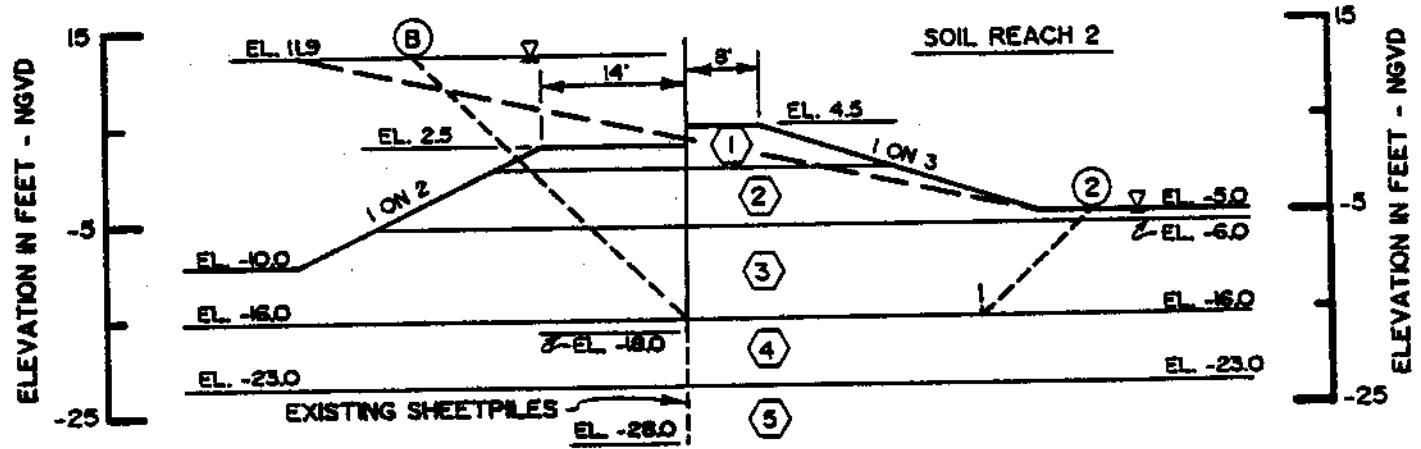 15
EL. 11.9
B
14'
8'
SOIL REACH 2
15
ELEVATION IN FEET - NGVD
EL. 2.5
EL. 4.5
1
1 ON 3
1 ON 2
2
2
EL. -5.0
-5
-5
EL. -6.0
EL. -10.0
3
EL. -16.0
EL. -16.0
EL. -18.0
4
EL. -23.0
EL. -23.0
-25
EXISTING SHEETPILES
5
-25
EL. -28.0
ELEVATION IN FEET - NGVD